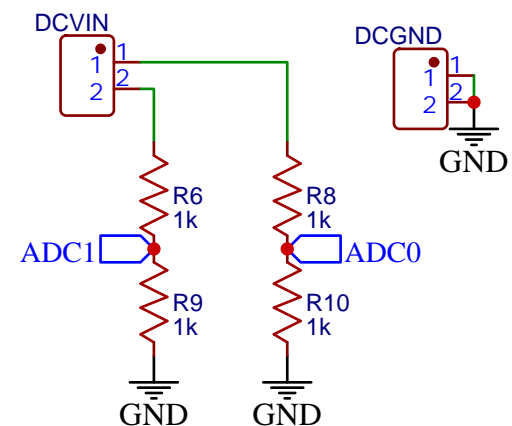 DCVIN
1 1
2 2
DCGND
1 1
2 2
GND
R6
1k
R8
1k
ADC1
ADC0
R9
1k
R10
1k
GND
GND